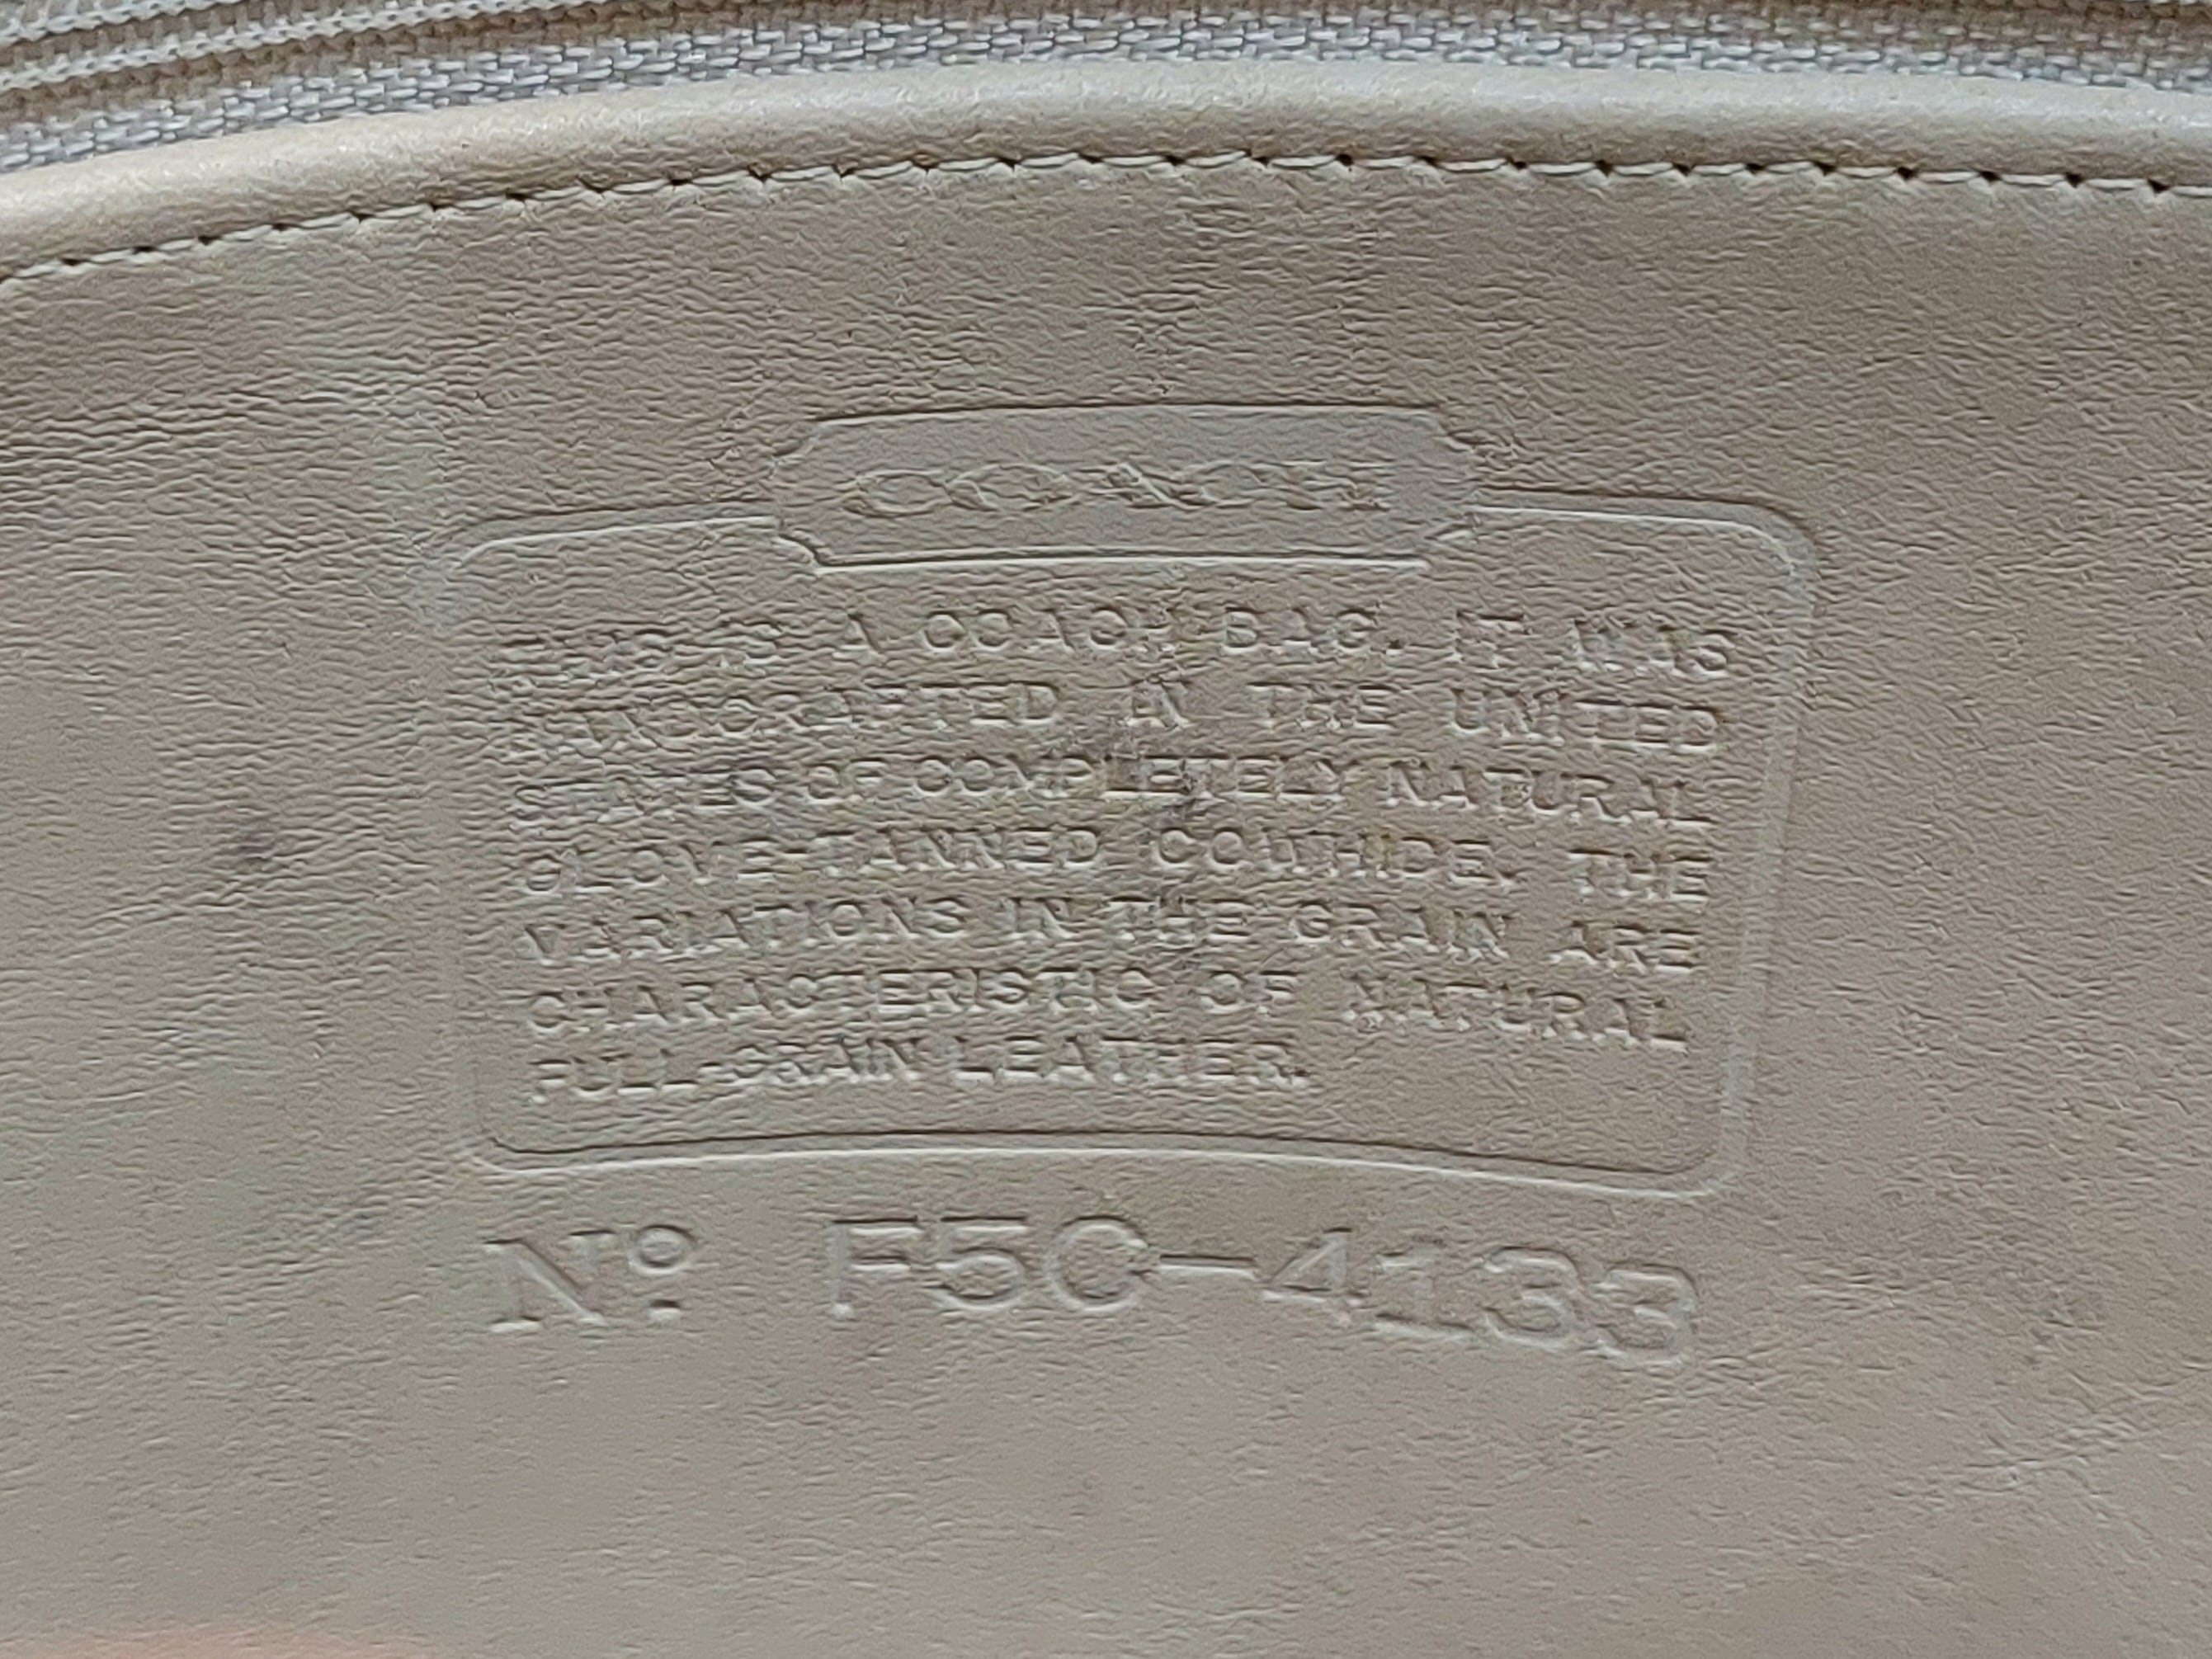 COACH
THIS IS A COACH BAG. IT WAS
HANDCRAFTED IN THE UNITED
STATES OF COMPLETELY NATURAL
GLOVE-TANNED COWHIDE. THE
VARIATIONS IN THE GRAIN ARE
CHARACTERISTIC OF NATURAL
FULL-GRAIN LEATHER.
Nº F5C-4133